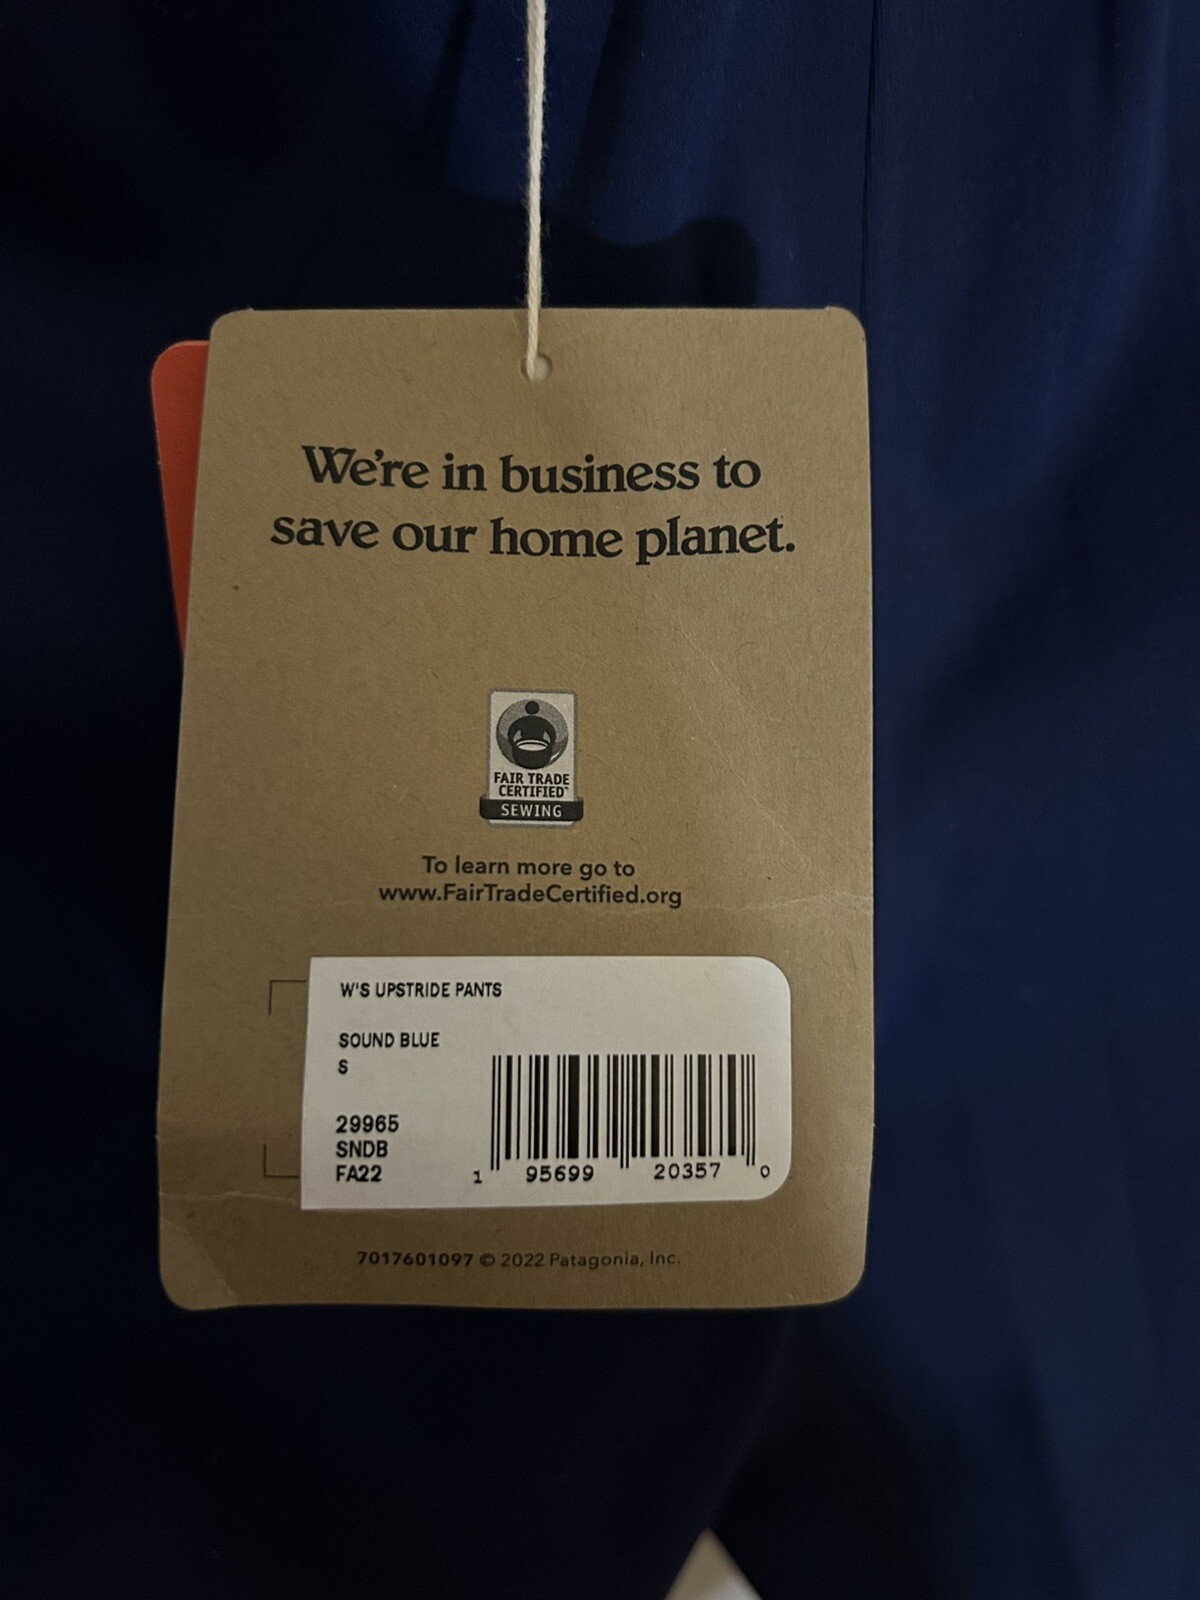 We're in business to
save our home planet.
FAIR TRADE
CERTIFIED™
SEWING
To learn more go to
www.FairTradeCertified.org
W'S UPSTRIDE PANTS
SOUND BLUE
S
29965
SNDB
FA22
1 95699 20357 0
7017601097 © 2022 Patagonia, Inc.